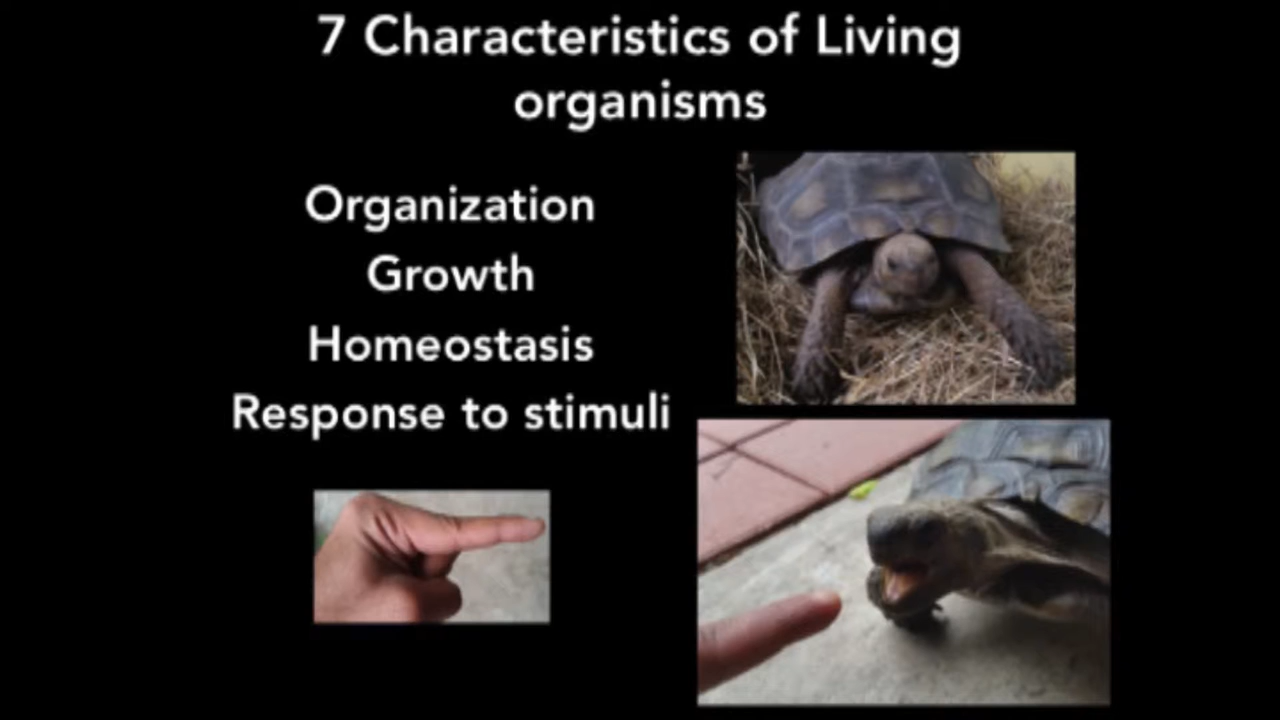 7 Characteristics of Living
organisms
Organization
Growth
Homeostasis
Response to stimuli